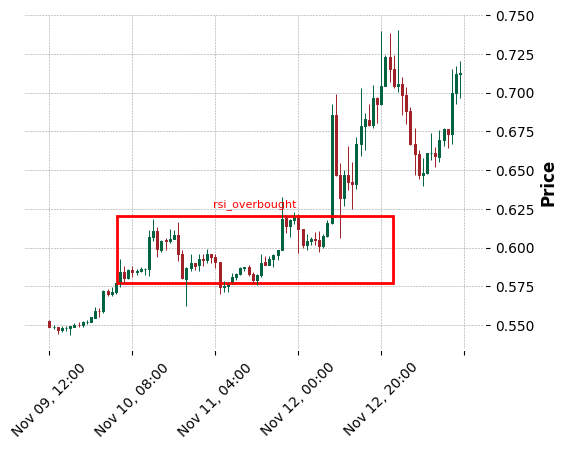 0.750
0.725
0.700
0.675
0.650
0.625
0.600
0.575
0.550
Price
rsi_overbought
Nov 09, 12:00
Nov 10, 08:00
Nov 11, 04:00
Nov 12, 00:00
Nov 12, 20:00